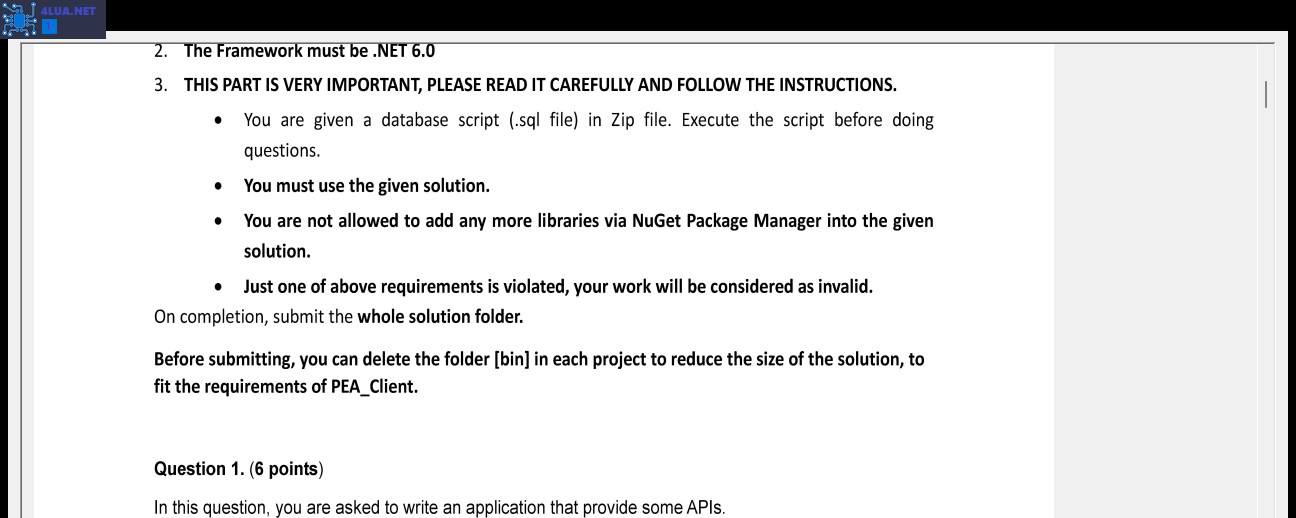 4LUA.NET
2. The Framework must be .NET 6.0
3. THIS PART IS VERY IMPORTANT, PLEASE READ IT CAREFULLY AND FOLLOW THE INSTRUCTIONS.
• You are given a database script (.sql file) in Zip file. Execute the script before doing
questions.
• You must use the given solution.
• You are not allowed to add any more libraries via NuGet Package Manager into the given
solution.
• Just one of above requirements is violated, your work will be considered as invalid.
On completion, submit the whole solution folder.
Before submitting, you can delete the folder [bin] in each project to reduce the size of the solution, to
fit the requirements of PEA_Client.
Question 1. (6 points)
In this question, you are asked to write an application that provide some APIs.